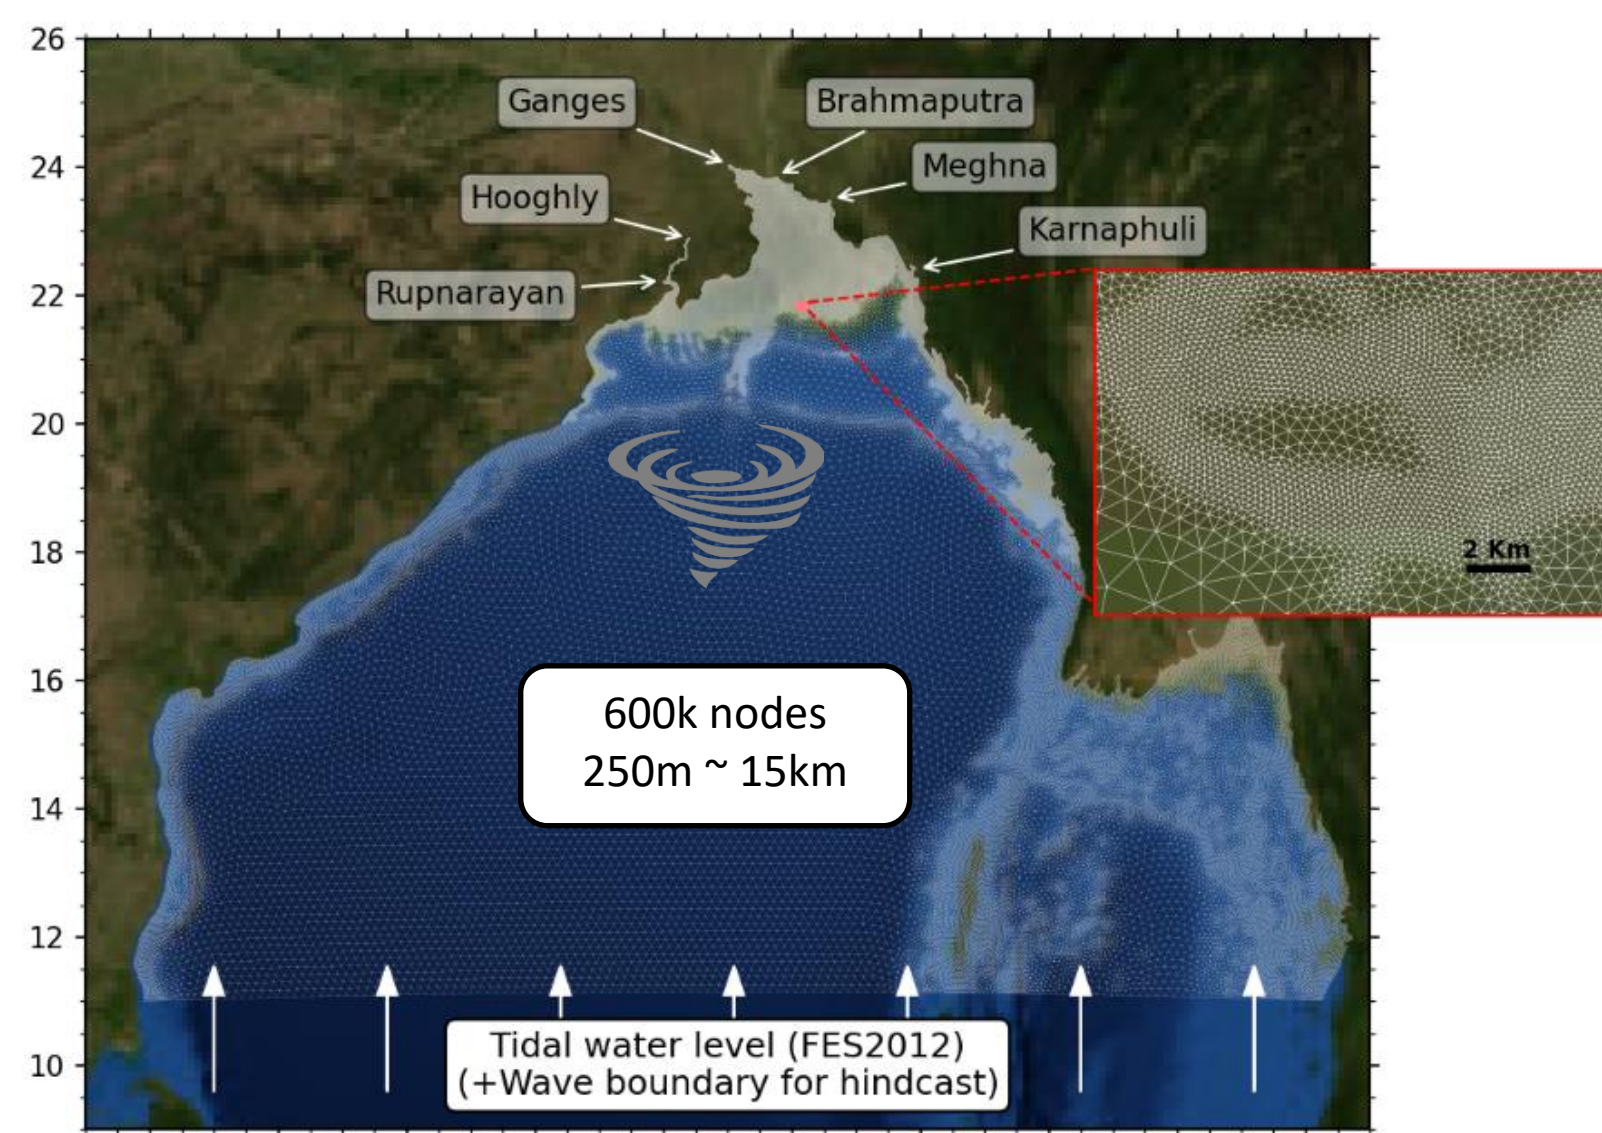 26
Ganges
Brahmaputra
24
Meghna
Hooghly
Karnaphuli
22
Rupnarayan
20
18
2 Km
16
600k nodes
250m ~ 15km
14
12
Tidal water level (FES2012)
10
(+Wave boundary for hindcast)